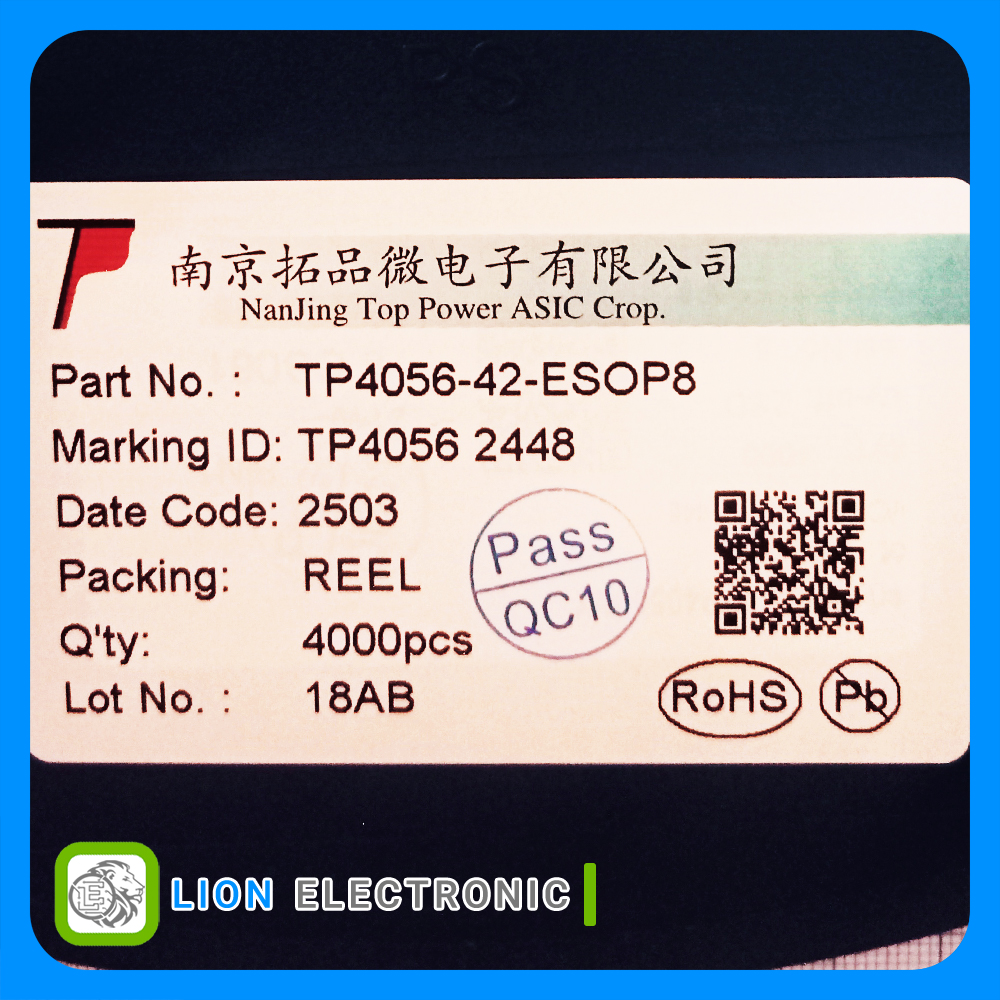 南京拓品微电子有限公司
NanJing Top Power ASIC Crop.
Part No. : TP4056-42-ESOP8
Marking ID: TP4056 2448
Date Code: 2503
Packing: REEL
Q'ty: 4000pcs
Lot No. : 18AB
Pass
QC10
RoHS
Pb
LION ELECTRONIC